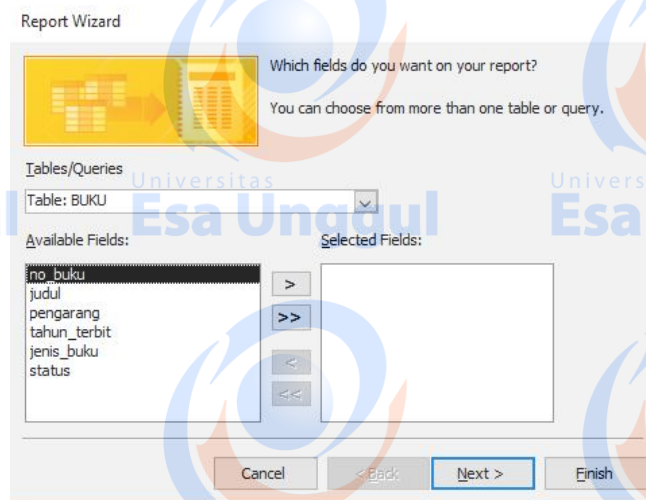 Report Wizard
Which fields do you want on your report?
You can choose from more than one table or query.
Tables/Queries
Universitas
Esa Unggul
Univers
Esa
Table: BUKU
Available Fields:
Selected Fields:
no_buku
judul
pengarang
tahun_terbit
jenis_buku
status
>
>>
<
<<
Cancel
< Back
Next >
Finish